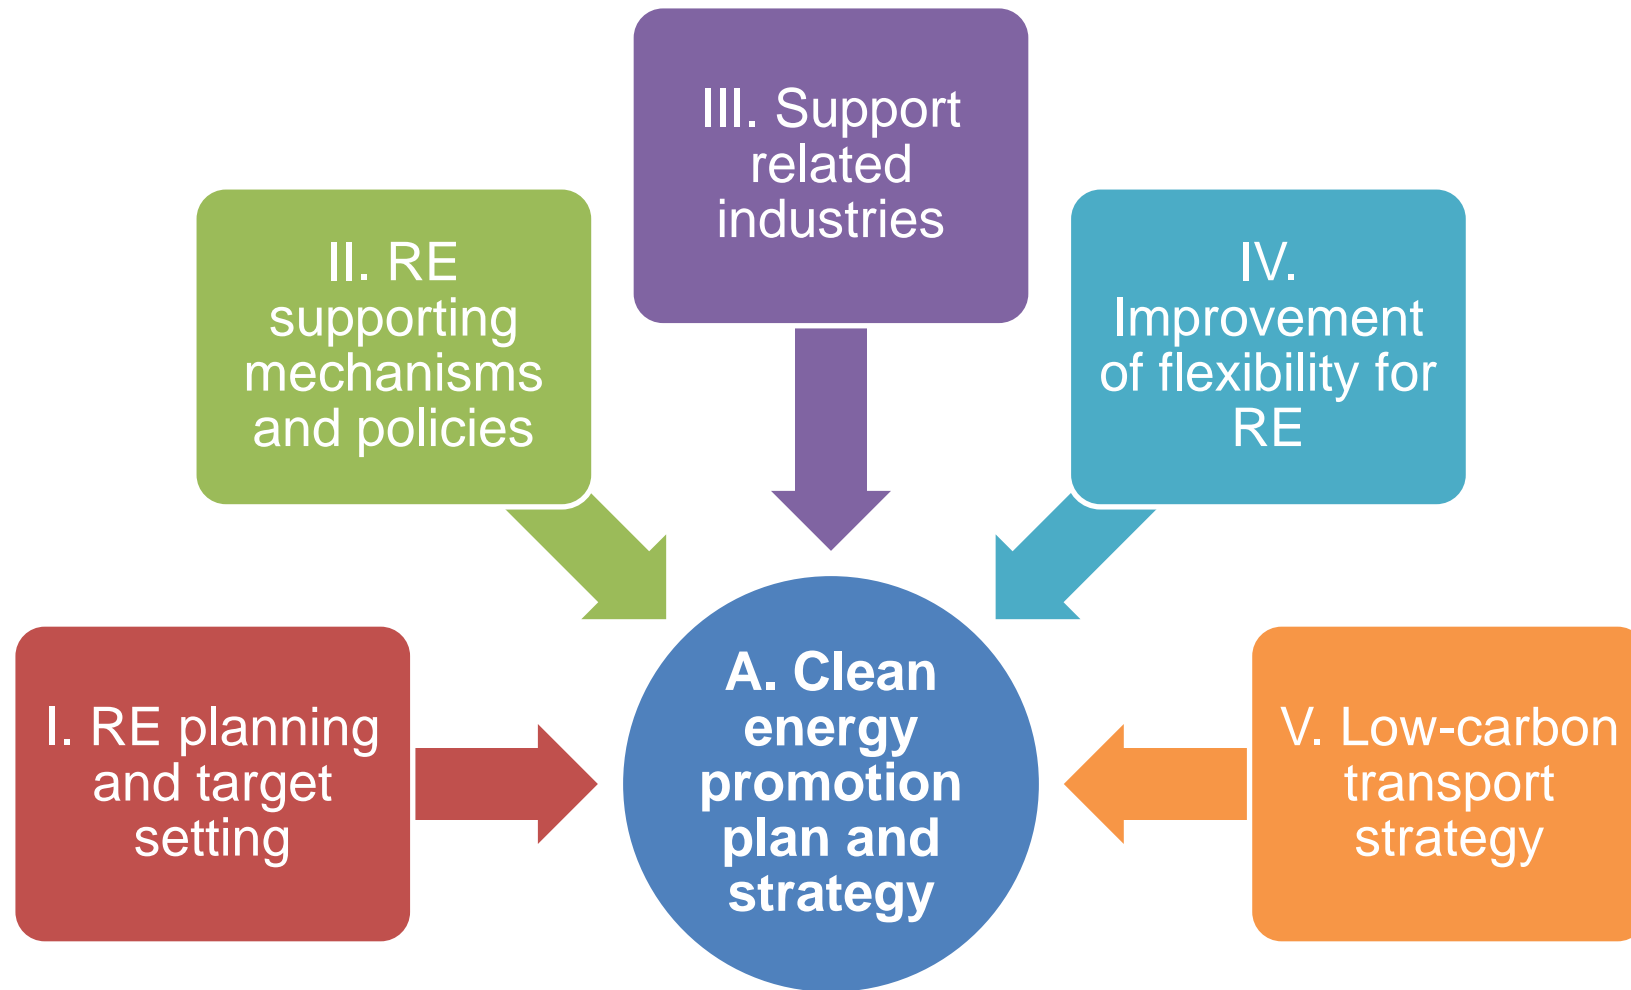 III. Support
related
industries
II. RE
supporting
mechanisms
and policies
IV.
Improvement
of flexibility for
RE
I. RE planning
and target
setting
A. Clean
energy
promotion
plan and
strategy
V. Low-carbon
transport
strategy